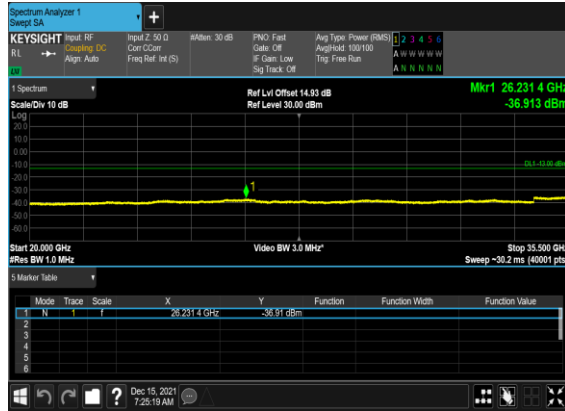 Spectrum Analyzer 1
Swept SA
+
KEYSIGHT Input: RF Input Z: 50 Ω #Atten: 30 dB PNO: Fast Avg Type: Power (RMS) 1 2 3 4 5 6
RL Coupling: DC Corr CCorr Gate: Off Avg|Hold: 100/100 A W W W W W
Align: Auto Freq Ref: Int (S) IF Gain: Low Trig: Free Run
Sig Track: Off A N N N N N
1 Spectrum Ref Lvl Offset 14.93 dB Mkr1 26.231 4 GHz
Scale/Div 10 dB Ref Level 30.00 dBm -36.913 dBm
Log
20.0
10.0
0.00
-10.0 DL1 -13.00 dBm
-20.0
1
-30.0
-40.0
-50.0
-60.0
Start 20.000 GHz Video BW 3.0 MHz* Stop 35.500 GHz
#Res BW 1.0 MHz Sweep ~30.2 ms (40001 pts)
5 Marker Table
Mode Trace Scale X Y Function Function Width Function Value
1 N 1 f 26.231 4 GHz -36.91 dBm
2
3
4
5
6
? Dec 15, 2021
7:25:19 AM